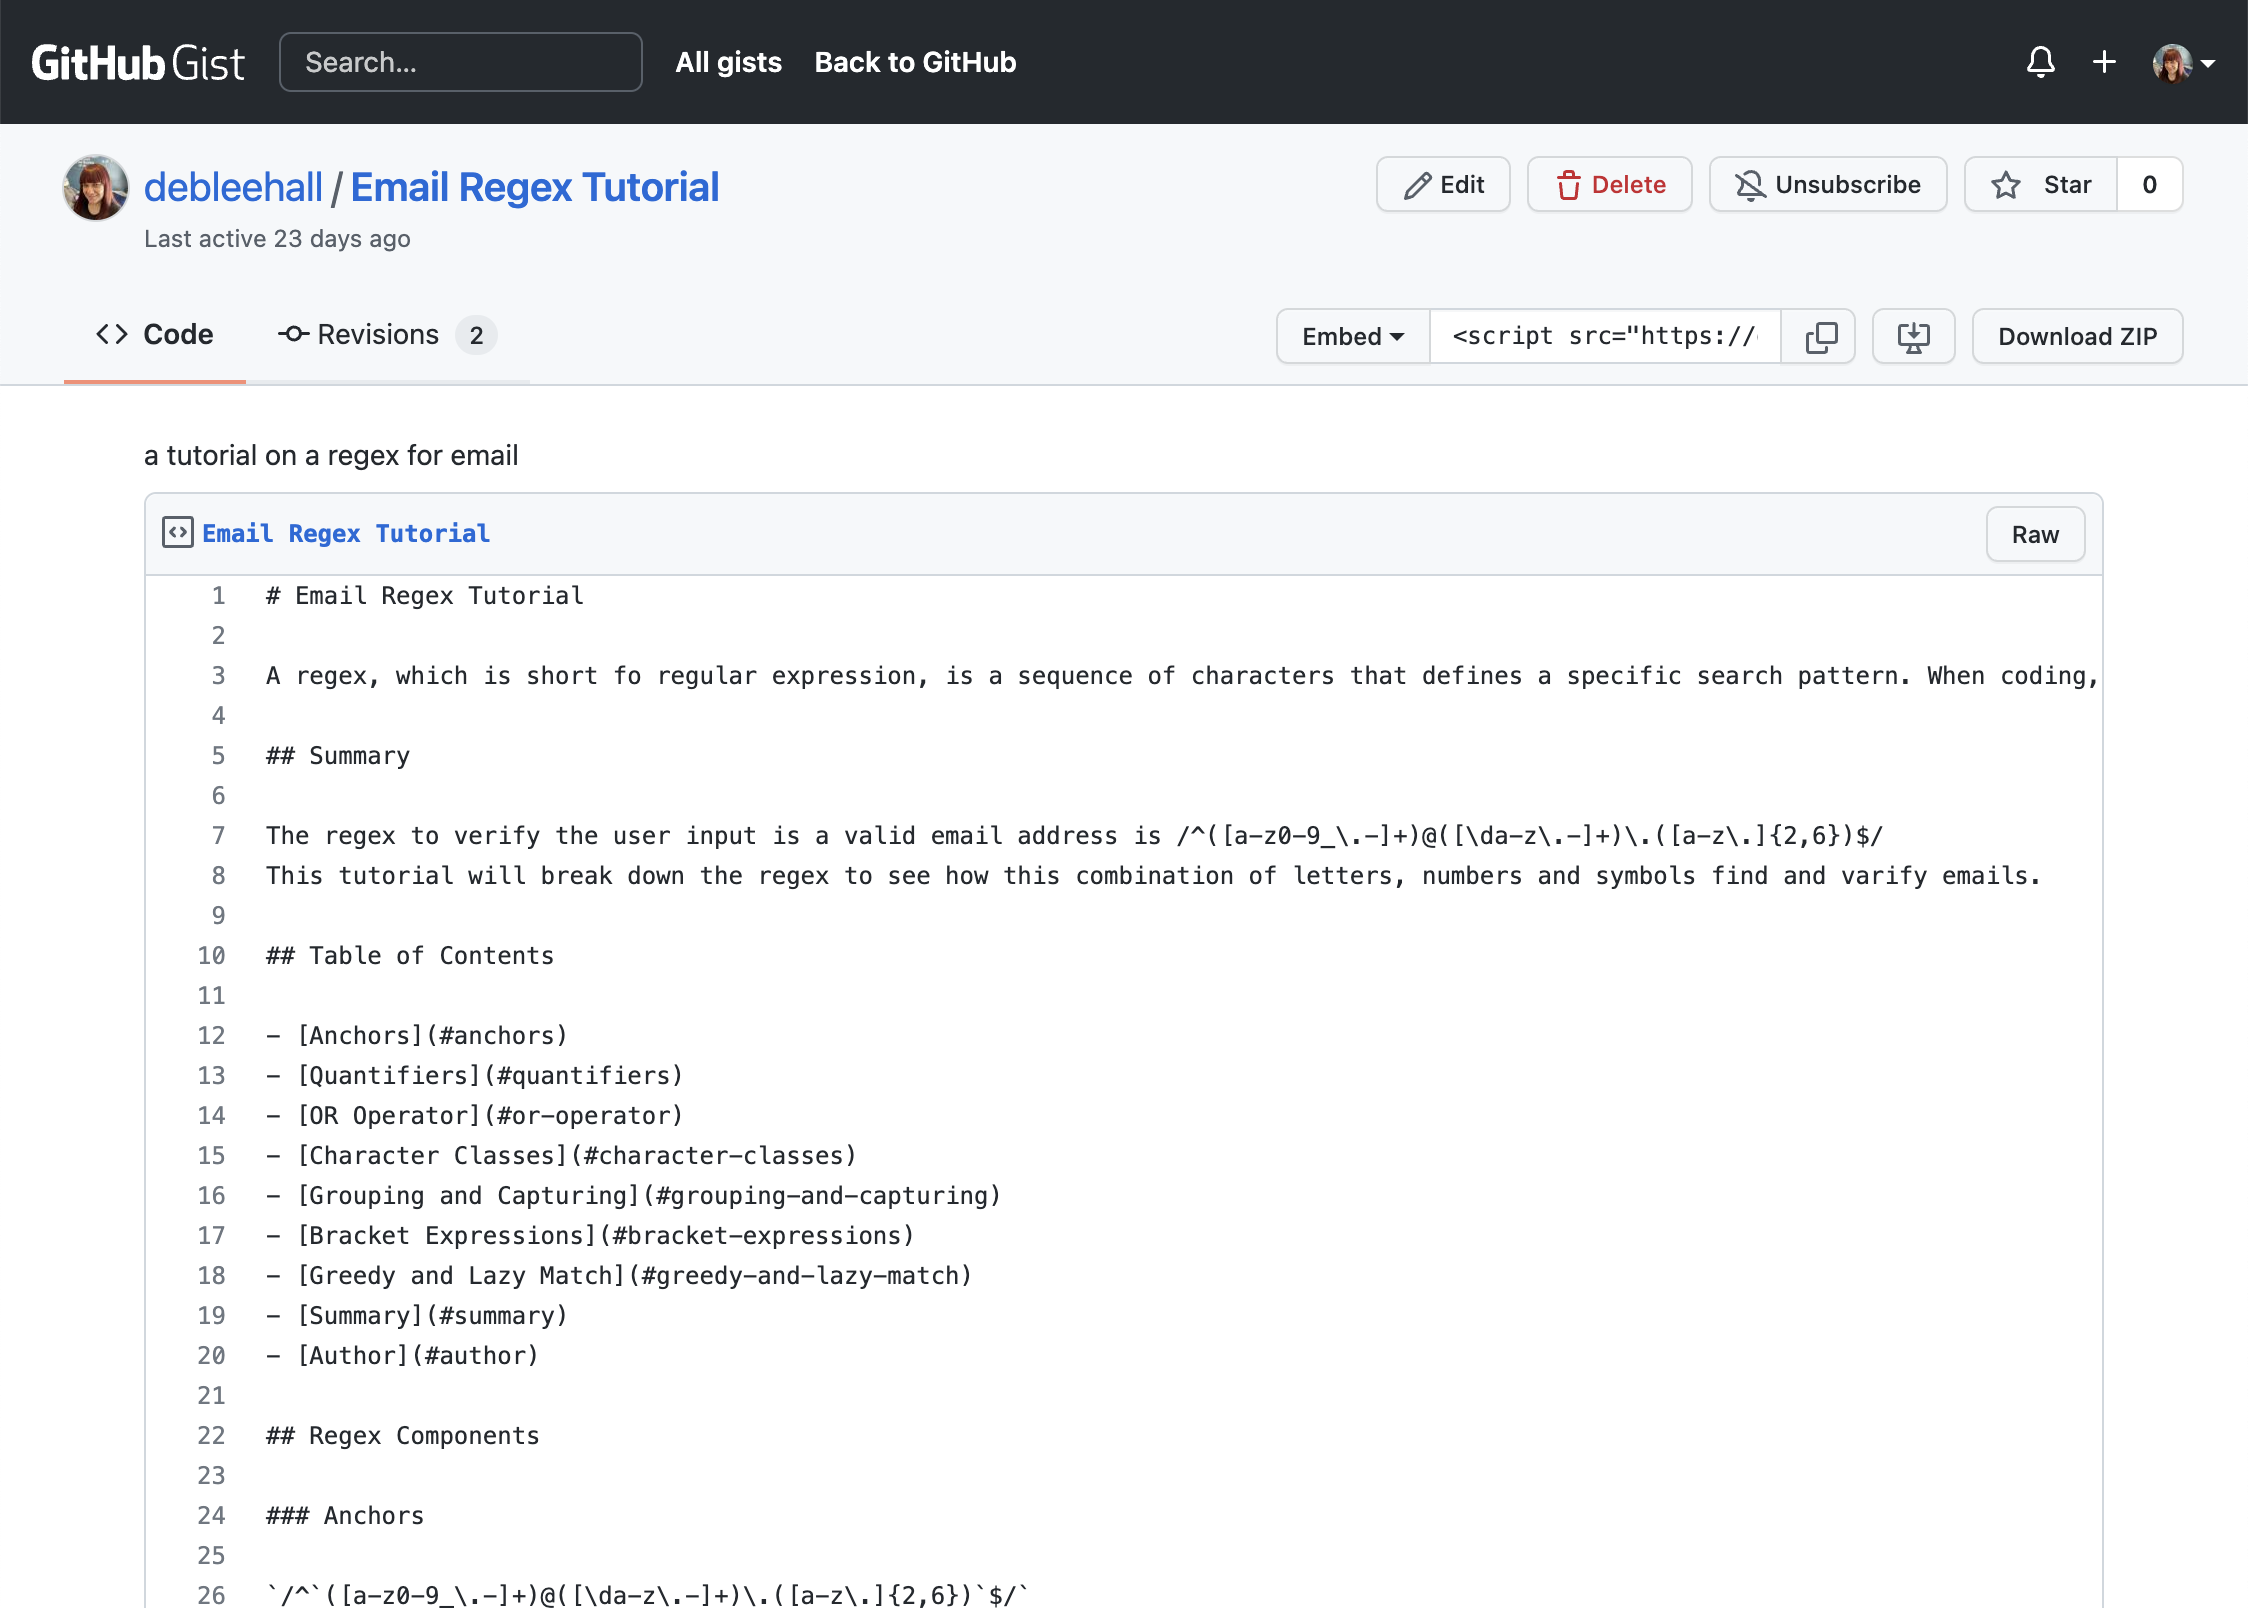 GitHub Gist Search... All gists Back to GitHub
debleehall / Email Regex Tutorial Edit Delete Unsubscribe Star 0
Last active 23 days ago
Code Revisions 2 Embed <script src="https:// Download ZIP
a tutorial on a regex for email
Email Regex Tutorial Raw
1 # Email Regex Tutorial
2
3 A regex, which is short fo regular expression, is a sequence of characters that defines a specific search pattern. When coding,
4
5 ## Summary
6
7 The regex to verify the user input is a valid email address is /^([a-z0-9_\.-]+)@([\da-z\.-]+)\.([a-z\.]{2,6})$/
8 This tutorial will break down the regex to see how this combination of letters, numbers and symbols find and varify emails.
9
10 ## Table of Contents
11
12 - [Anchors](#anchors)
13 - [Quantifiers](#quantifiers)
14 - [OR Operator](#or-operator)
15 - [Character Classes](#character-classes)
16 - [Grouping and Capturing](#grouping-and-capturing)
17 - [Bracket Expressions](#bracket-expressions)
18 - [Greedy and Lazy Match](#greedy-and-lazy-match)
19 - [Summary](#summary)
20 - [Author](#author)
21
22 ## Regex Components
23
24 ### Anchors
25
26 `/^`([a-z0-9_\.-]+)@([\da-z\.-]+)\.([a-z\.]{2,6})`$/`